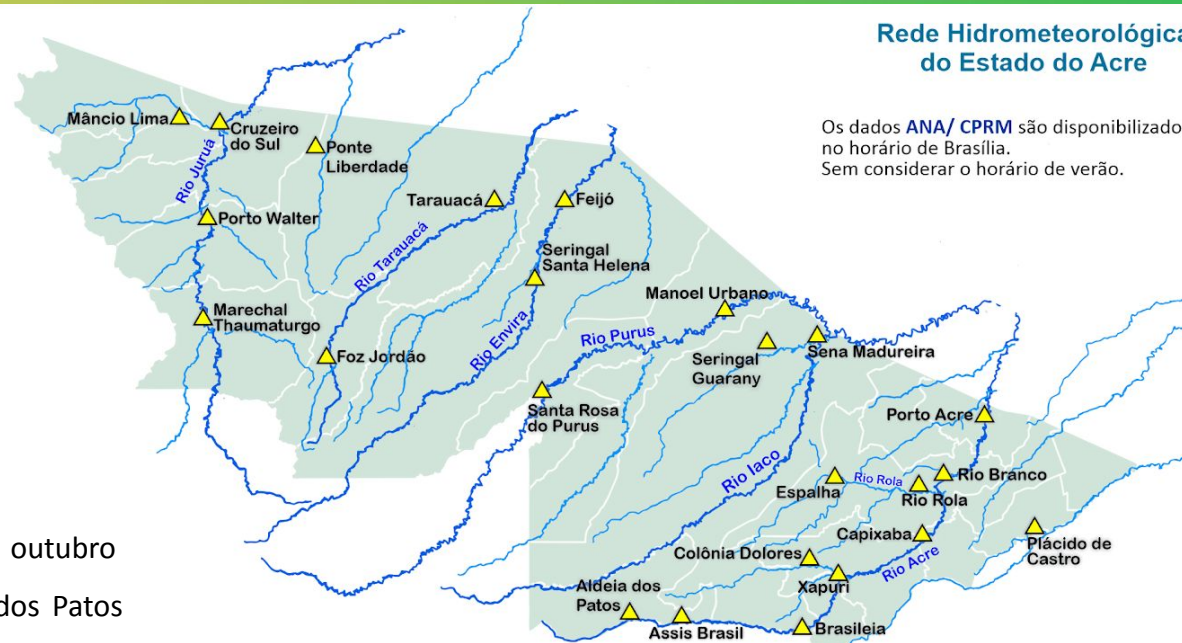 Rede Hidrometeorológica
do Estado do Acre
Os dados ANA/ CPRM são disponibilizado
no horário de Brasília.
Sem considerar o horário de verão.
Mâncio Lima
Cruzeiro
do Sul
Ponte
Liberdade
Rio Juruá
Porto Walter
Tarauacá
Feijó
Rio Tarauacá
Seringal
Santa Helena
Marechal
Thaumaturgo
Foz Jordão
Rio Envira
Manoel Urbano
Rio Purus
Seringal
Guarany
Sena Madureira
Santa Rosa
do Purus
Porto Acre
Rio Iaco
Espalha
Rio Rola
Rio Rola
Rio Branco
Capixaba
Plácido de
Castro
Colônia Dolores
Rio Acre
Xapuri
Aldeia dos
Patos
Assis Brasil
Brasileia
outubro
dos Patos